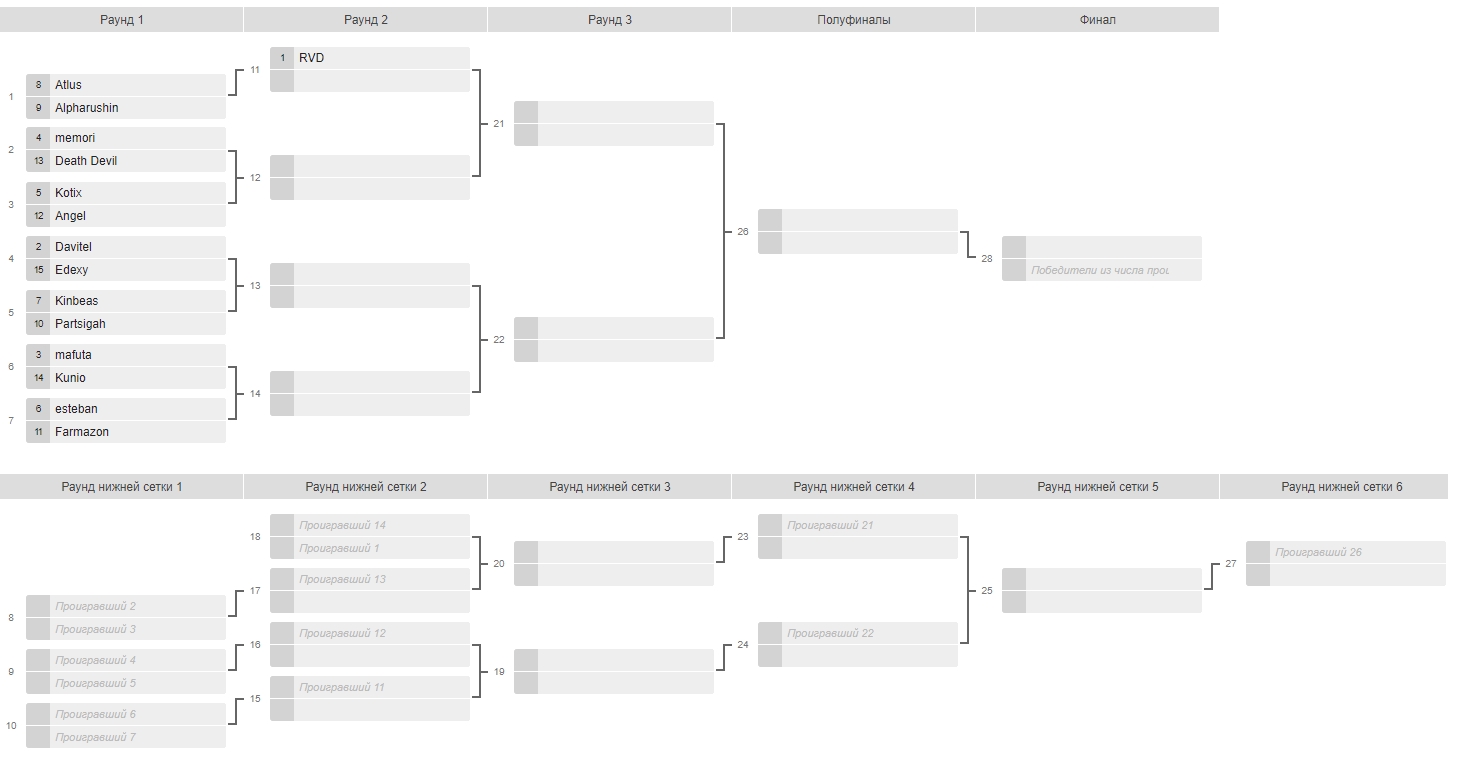 Раунд 1 Раунд 2 Раунд 3 Полуфиналы Финал
11 1 RVD
1 8 Atlus
9 Alpharushin
21
2 4 memori
13 Death Devil
12
3 5 Kotix
12 Angel
26
4 2 Davitel
15 Edexy
28 Победители из числа прои
13
5 7 Kinbeas
10 Partsigah
22
6 3 mafuta
14 Kunio
14
7 6 esteban
11 Farmazon
Раунд нижней сетки 1 Раунд нижней сетки 2 Раунд нижней сетки 3 Раунд нижней сетки 4 Раунд нижней сетки 5 Раунд нижней сетки 6
18 Проигравший 14
Проигравший 1
23 Проигравший 21
20
27 Проигравший 26
17 Проигравший 13
25
8 Проигравший 2
Проигравший 3
16 Проигравший 12
24 Проигравший 22
9 Проигравший 4
Проигравший 5
19
15 Проигравший 11
10 Проигравший 6
Проигравший 7